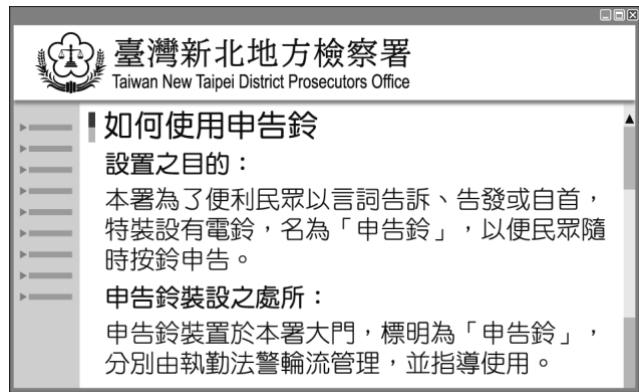 臺灣新北地方檢察署
Taiwan New Taipei District Prosecutors Office
如何使用申告鈴
設置之目的：
本署為了便利民眾以言詞告訴、告發或自首，
特裝設有電鈴，名為「申告鈴」，以便民眾隨
時按鈴申告。
申告鈴裝設之處所：
申告鈴裝置於本署大門，標明為「申告鈴」，
分別由執勤法警輪流管理，並指導使用。